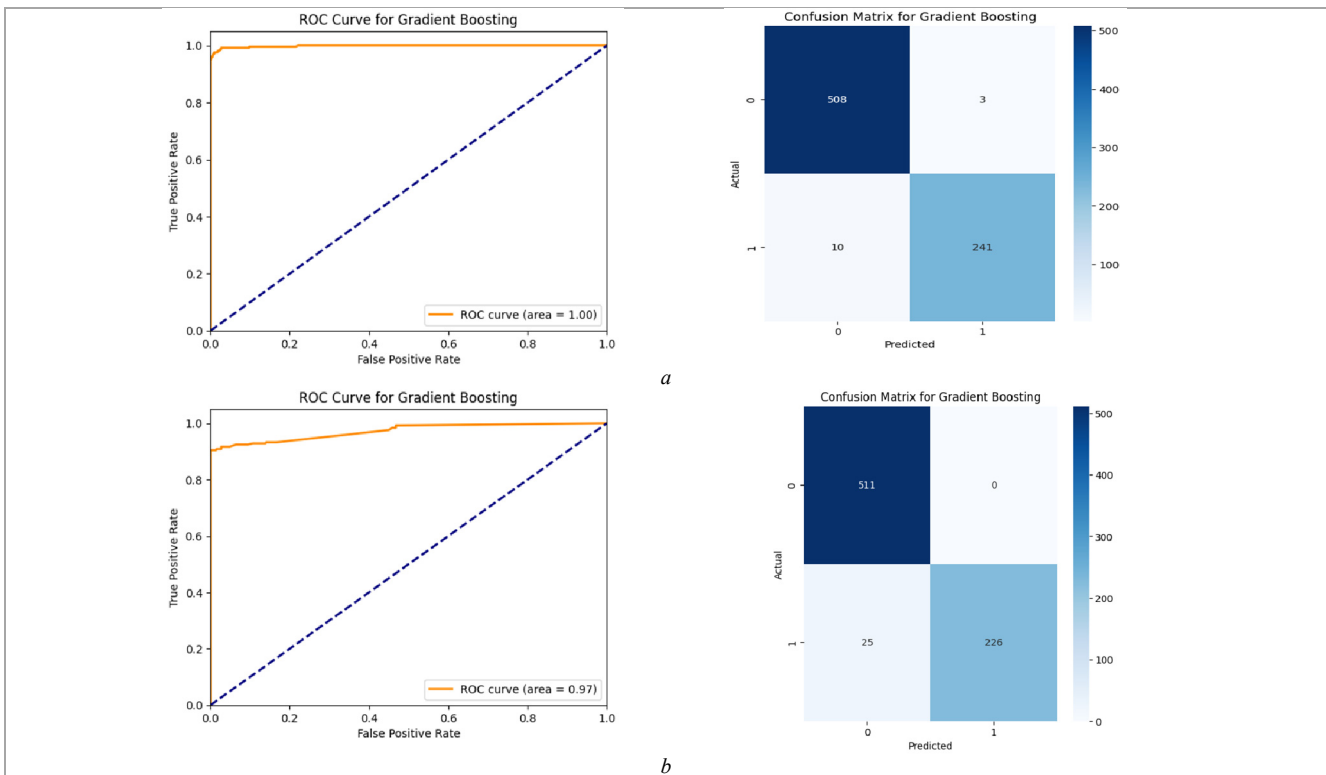 ROC Curve for Gradient Boosting
1.0
0.8
0.6
0.4
0.2
0.0
True Positive Rate
ROC curve (area = 1.00)
0.0 0.2 0.4 0.6 0.8 1.0
False Positive Rate
Confusion Matrix for Gradient Boosting
0
1
Actual
508 3
10 241
0 1
Predicted
500
400
300
200
100
a
ROC Curve for Gradient Boosting
1.0
0.8
0.6
0.4
0.2
0.0
True Positive Rate
ROC curve (area = 0.97)
0.0 0.2 0.4 0.6 0.8 1.0
False Positive Rate
Confusion Matrix for Gradient Boosting
0
1
Actual
511 0
25 226
0 1
Predicted
500
400
300
200
100
0
b